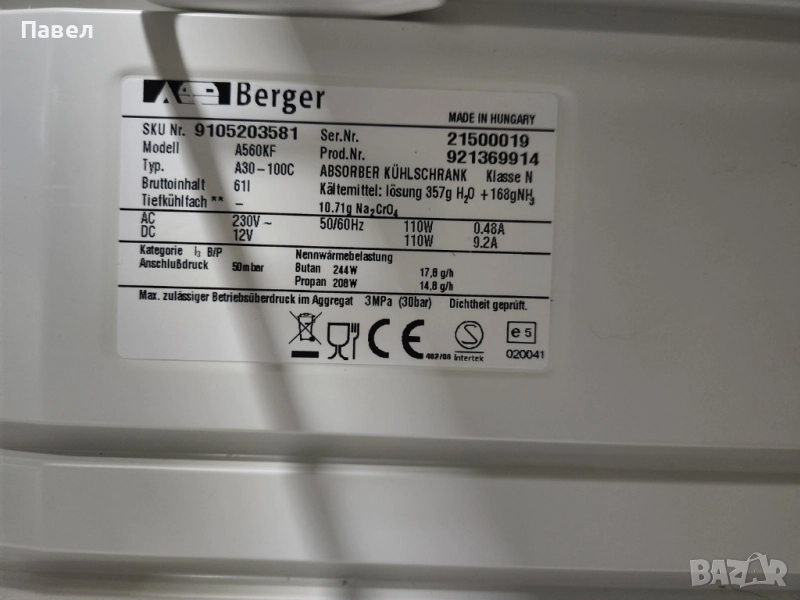 Павел
Berger
MADE IN HUNGARY
SKU Nr. 9105203581 Ser.Nr. 21500019
Modell A560KF Prod.Nr. 921369914
Typ. A30-100C ABSORBER KÜHLSCHRANK Klasse N
Bruttoinhalt 61l Kältemittel: lösung 357g H₂O +168gNH₃
Tiefkühlfach ** – 10.71g Na₂CrO₄
AC 230V ~ 50/60Hz 110W 0.48A
DC 12V 110W 9.2A
Kategorie I₃ B/P Nennwärmebelastung
Anschlußdruck 50mbar Butan 244W 17,8 g/h
Propan 208W 14,8 g/h
Max. zulässiger Betriebsüberdruck im Aggregat 3MPa (30bar) Dichtheit geprüft.
CE S e5
402/08 Intertek 020041
BAZAR